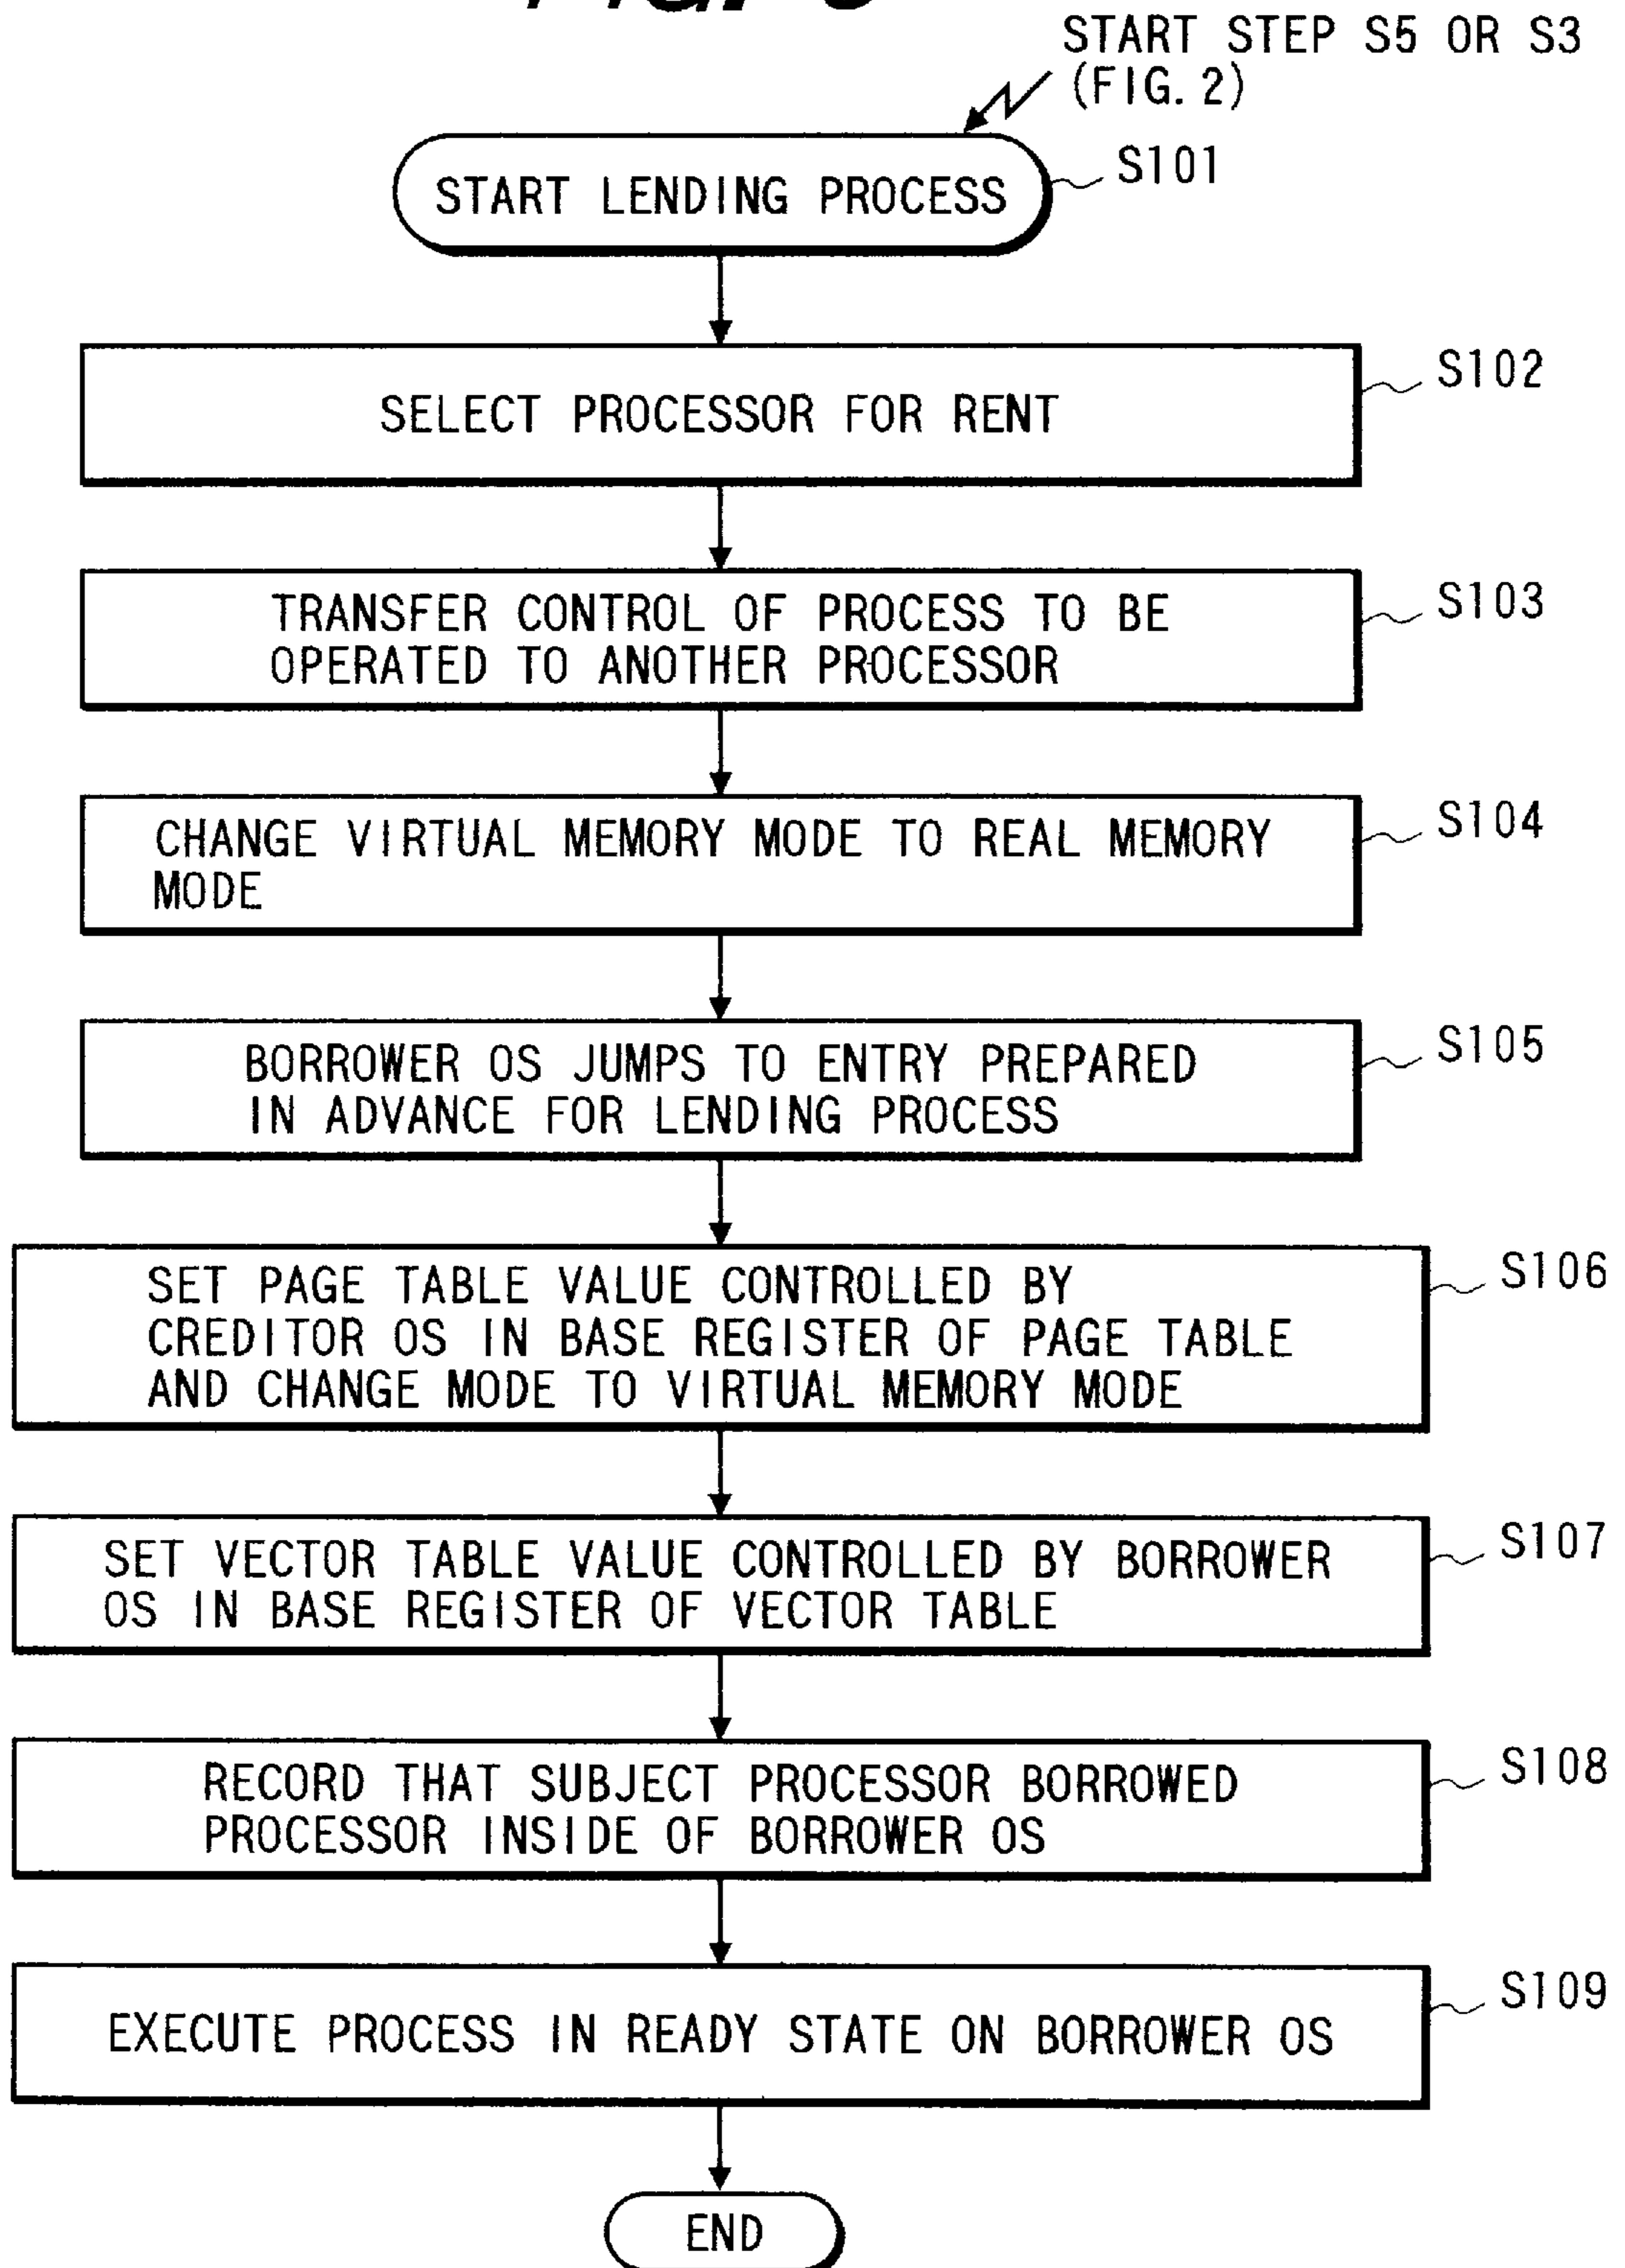 START STEP S5 OR S3
(FIG. 2)
START LENDING PROCESS
S101
SELECT PROCESSOR FOR RENT
S102
TRANSFER CONTROL OF PROCESS TO BE
OPERATED TO ANOTHER PROCESSOR
S103
CHANGE VIRTUAL MEMORY MODE TO REAL MEMORY
MODE
S104
BORROWER OS JUMPS TO ENTRY PREPARED
IN ADVANCE FOR LENDING PROCESS
S105
SET PAGE TABLE VALUE CONTROLLED BY
CREDITOR OS IN BASE REGISTER OF PAGE TABLE
AND CHANGE MODE TO VIRTUAL MEMORY MODE
S106
SET VECTOR TABLE VALUE CONTROLLED BY BORROWER
OS IN BASE REGISTER OF VECTOR TABLE
S107
RECORD THAT SUBJECT PROCESSOR BORROWED
PROCESSOR INSIDE OF BORROWER OS
S108
EXECUTE PROCESS IN READY STATE ON BORROWER OS
S109
END